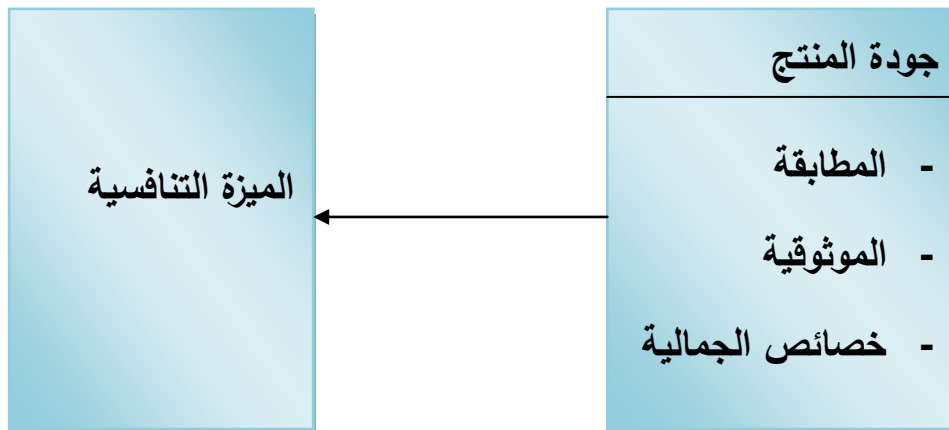 جودة المنتج
- المطابقة
- الموثوقية
- خصائص الجمالية
الميزة التنافسية